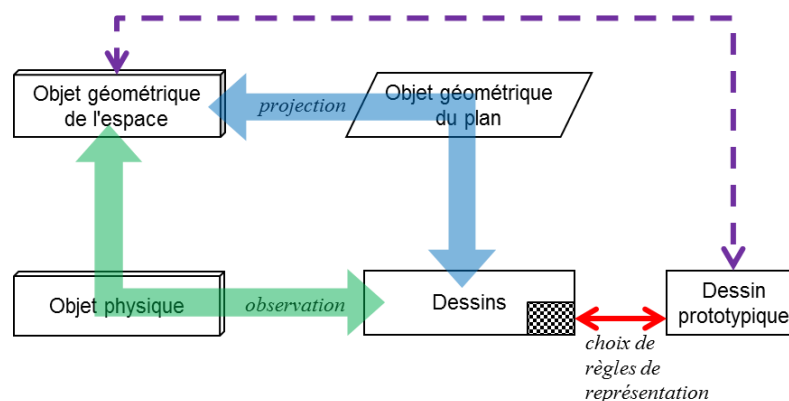 Objet géométrique
de l'espace
projection
Objet géométrique
du plan
Objet physique
observation
Dessins
Dessin
prototypique
choix de
règles de
représentation